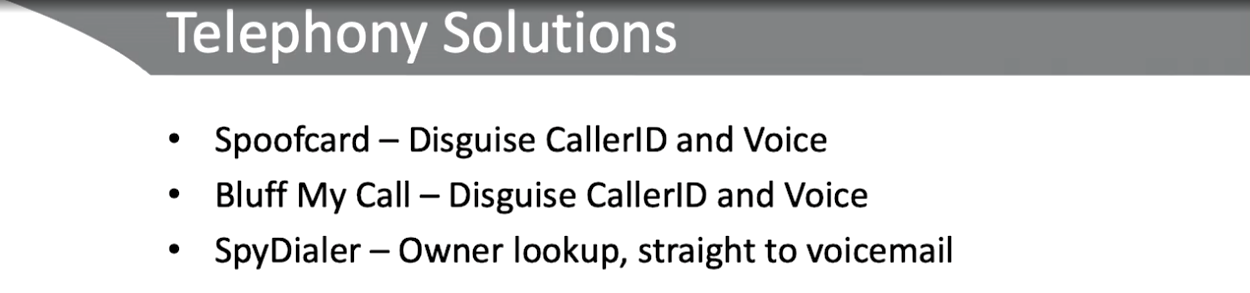 Telephony Solutions
• Spoofcard – Disguise CallerID and Voice
• Bluff My Call – Disguise CallerID and Voice
• SpyDialer – Owner lookup, straight to voicemail